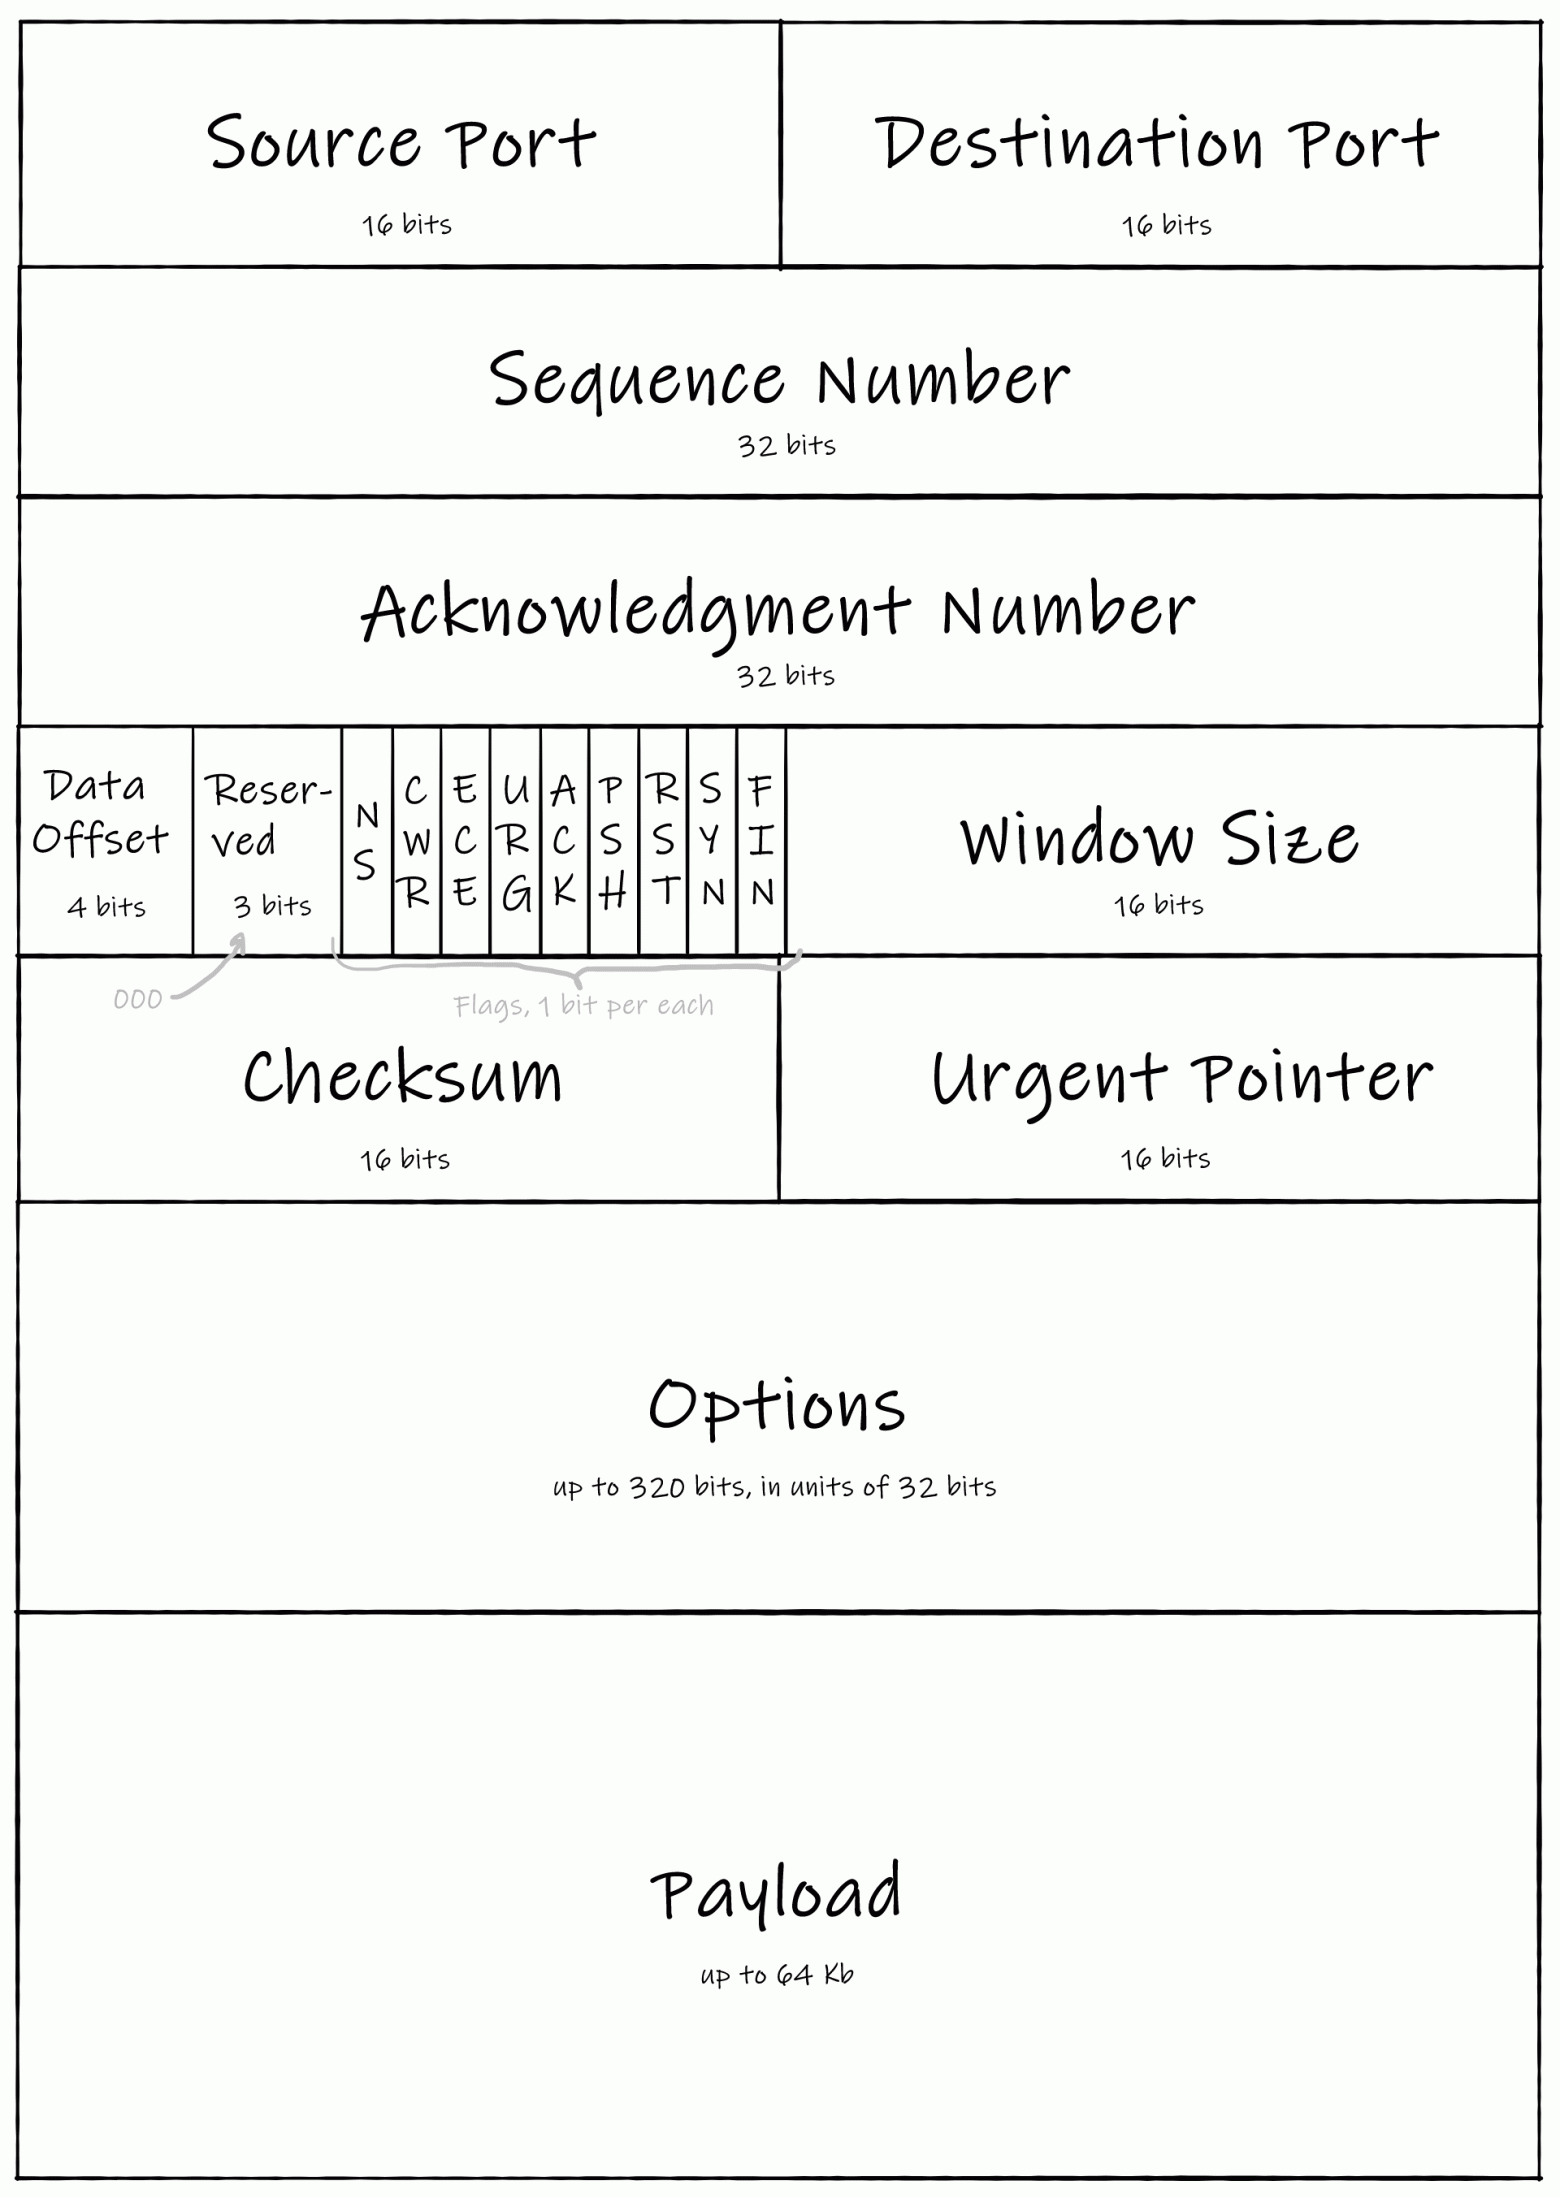 Source Port
16 bits
Destination Port
16 bits
Sequence Number
32 bits
Acknowledgment Number
32 bits
Data
Offset
4 bits
Reser-
ved
3 bits
NS
CWR
ECE
URG
ACK
PSH
RST
SYN
FIN
Window Size
16 bits
000
Flags, 1 bit per each
Checksum
16 bits
Urgent Pointer
16 bits
Options
up to 320 bits, in units of 32 bits
Payload
up to 64 Kb